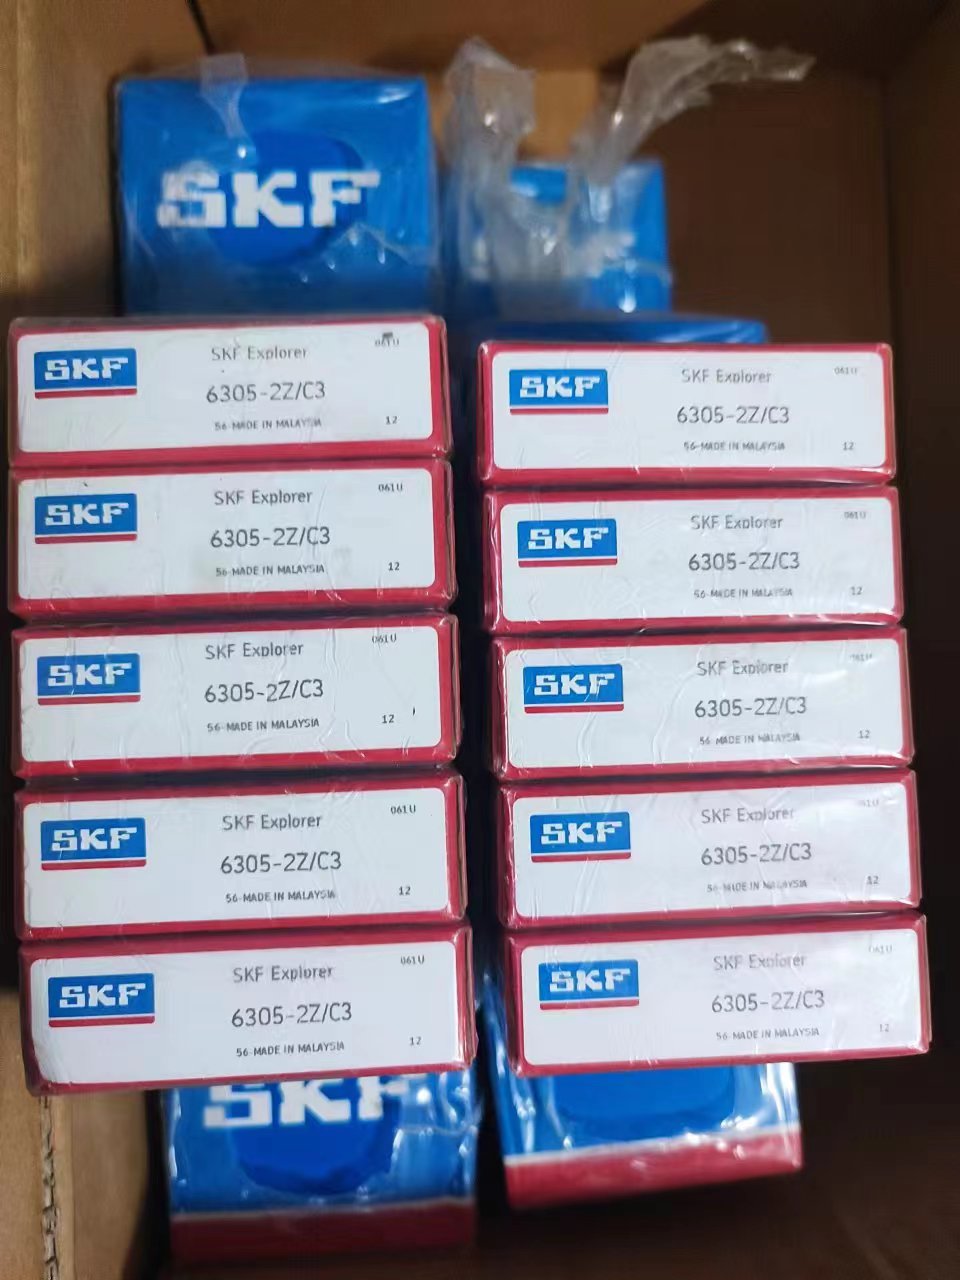 SKF
SKF
SKF Explorer
061U
6305-2Z/C3
56 MADE IN MALAYSIA
12
SKF
SKF Explorer
061U
6305-2Z/C3
56 MADE IN MALAYSIA
12
SKF
SKF Explorer
061U
6305-2Z/C3
56 MADE IN MALAYSIA
12
SKF
SKF Explorer
061U
6305-2Z/C3
56 MADE IN MALAYSIA
12
SKF
SKF Explorer
061U
6305-2Z/C3
56 MADE IN MALAYSIA
12
SKF
SKF Explorer
061U
6305-2Z/C3
56 MADE IN MALAYSIA
12
SKF
SKF Explorer
061U
6305-2Z/C3
56 MADE IN MALAYSIA
12
SKF
SKF Explorer
061U
6305-2Z/C3
56 MADE IN MALAYSIA
12
SKF
SKF Explorer
061U
6305-2Z/C3
56 MADE IN MALAYSIA
12
SKF
SKF Explorer
061U
6305-2Z/C3
56 MADE IN MALAYSIA
12
SKF